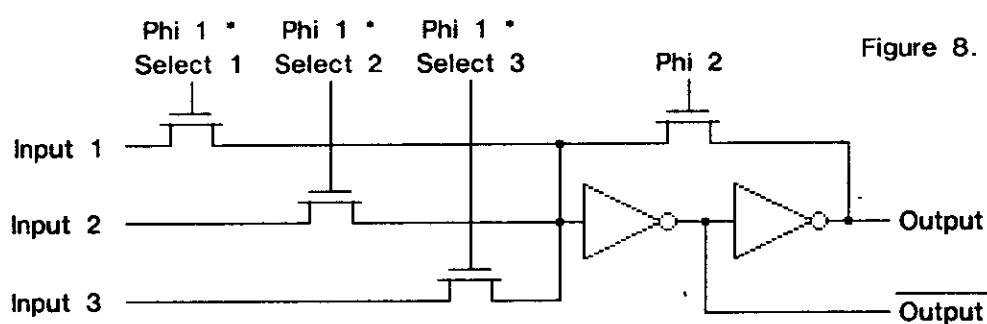 Phi 1 * Phi 1 * Phi 1 *
Select 1 Select 2 Select 3 Phi 2
Figure 8.
Input 1
Input 2
Input 3
Output
Output